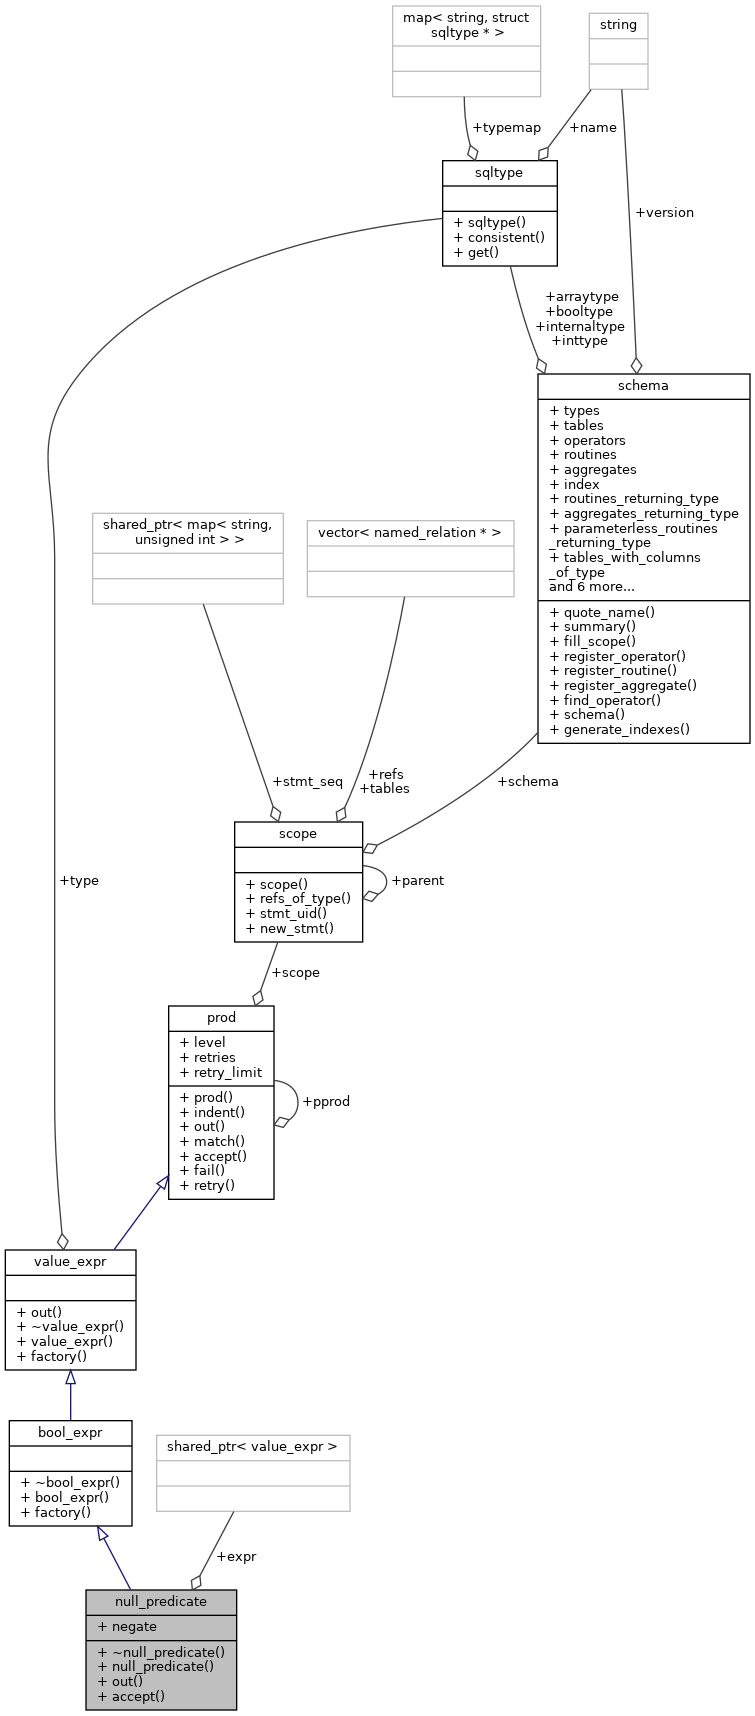 map< string, struct
sqltype * >
string
+typemap
+name
sqltype
+ sqltype()
+ consistent()
+ get()
+version
+arraytype
+booltype
+internaltype
+inttype
schema
+ types
+ tables
+ operators
+ routines
+ aggregates
+ index
+ routines_returning_type
+ aggregates_returning_type
+ parameterless_routines
_returning_type
+ tables_with_columns
_of_type
and 6 more...
+ quote_name()
+ summary()
+ fill_scope()
+ register_operator()
+ register_routine()
+ register_aggregate()
+ find_operator()
+ schema()
+ generate_indexes()
shared_ptr< map< string,
unsigned int > >
vector< named_relation * >
+stmt_seq
+refs
+tables
+schema
scope
+ scope()
+ refs_of_type()
+ stmt_uid()
+ new_stmt()
+parent
+type
+scope
prod
+ level
+ retries
+ retry_limit
+ prod()
+ indent()
+ out()
+ match()
+ accept()
+ fail()
+ retry()
+pprod
value_expr
+ out()
+ ~value_expr()
+ value_expr()
+ factory()
bool_expr
+ ~bool_expr()
+ bool_expr()
+ factory()
shared_ptr< value_expr >
+expr
null_predicate
+ negate
+ ~null_predicate()
+ null_predicate()
+ out()
+ accept()